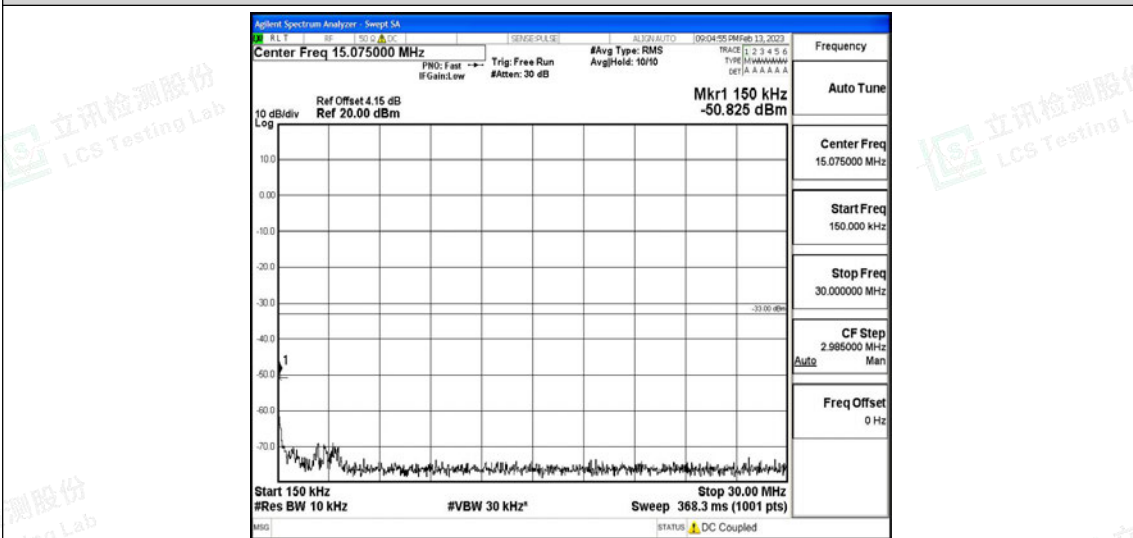 Agilent Spectrum Analyzer - Swept SA
RLT RF 50 Ω DC SENSE:PULSE ALIGN AUTO 09:04:55 PM Feb 13, 2023
Center Freq 15.075000 MHz
PNO: Fast
IFGain:Low
Trig: Free Run
#Atten: 30 dB
#Avg Type: RMS
Avg|Hold: 10/10
TRACE 1 2 3 4 5 6
TYPE M W W W W W
DET A A A A A A
Frequency
Auto Tune
Mkr1 150 kHz
-50.825 dBm
Ref Offset 4.15 dB
10 dB/div Ref 20.00 dBm
Log
10.0
0.00
-10.0
-20.0
-30.0
-40.0
-50.0
-60.0
-70.0
-33.00 dBm
1
Center Freq
15.075000 MHz
Start Freq
150.000 kHz
Stop Freq
30.000000 MHz
CF Step
2.985000 MHz
Auto Man
Freq Offset
0 Hz
Start 150 kHz Stop 30.00 MHz
#Res BW 10 kHz #VBW 30 kHz* Sweep 368.3 ms (1001 pts)
MSG STATUS DC Coupled
立讯检测股份
LCS Testing Lab
立讯检测股份
LCS Testing L
测股份
ng Lab